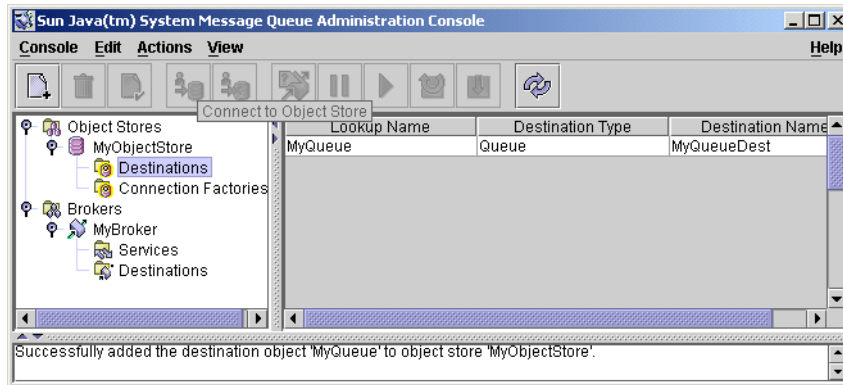 Sun Java(tm) System Message Queue Administration Console
Console Edit Actions View Help
Connect to Object Store
Object Stores
MyObjectStore
Destinations
Connection Factories
Brokers
MyBroker
Services
Destinations
Lookup Name Destination Type Destination Name
MyQueue Queue MyQueueDest
Successfully added the destination object 'MyQueue' to object store 'MyObjectStore'.